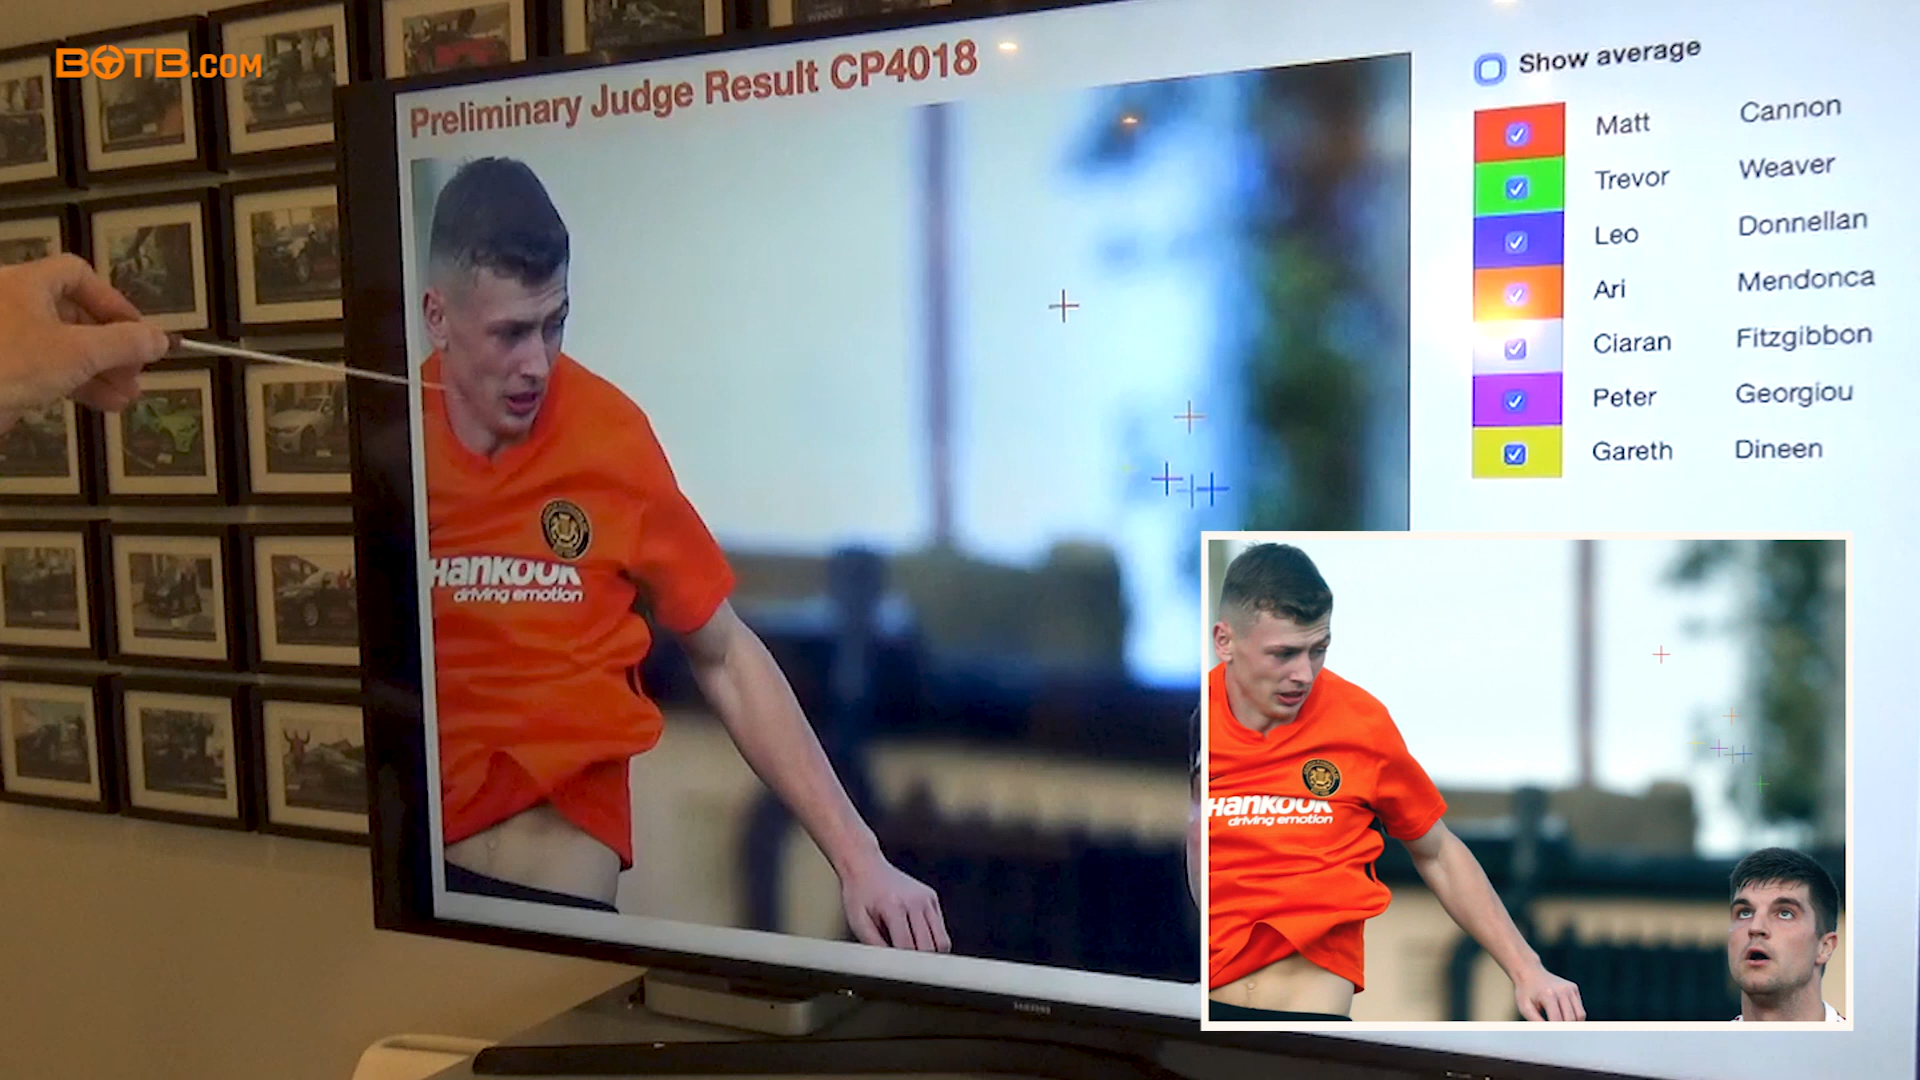 BOTB.COM
Preliminary Judge Result CP4018
Show average
Matt Cannon
Trevor Weaver
Leo Donnellan
Ari Mendonca
Ciaran Fitzgibbon
Peter Georgiou
Gareth Dineen
HANKOOK
driving emotion
SAMSUNG
HANKOOK
driving emotion